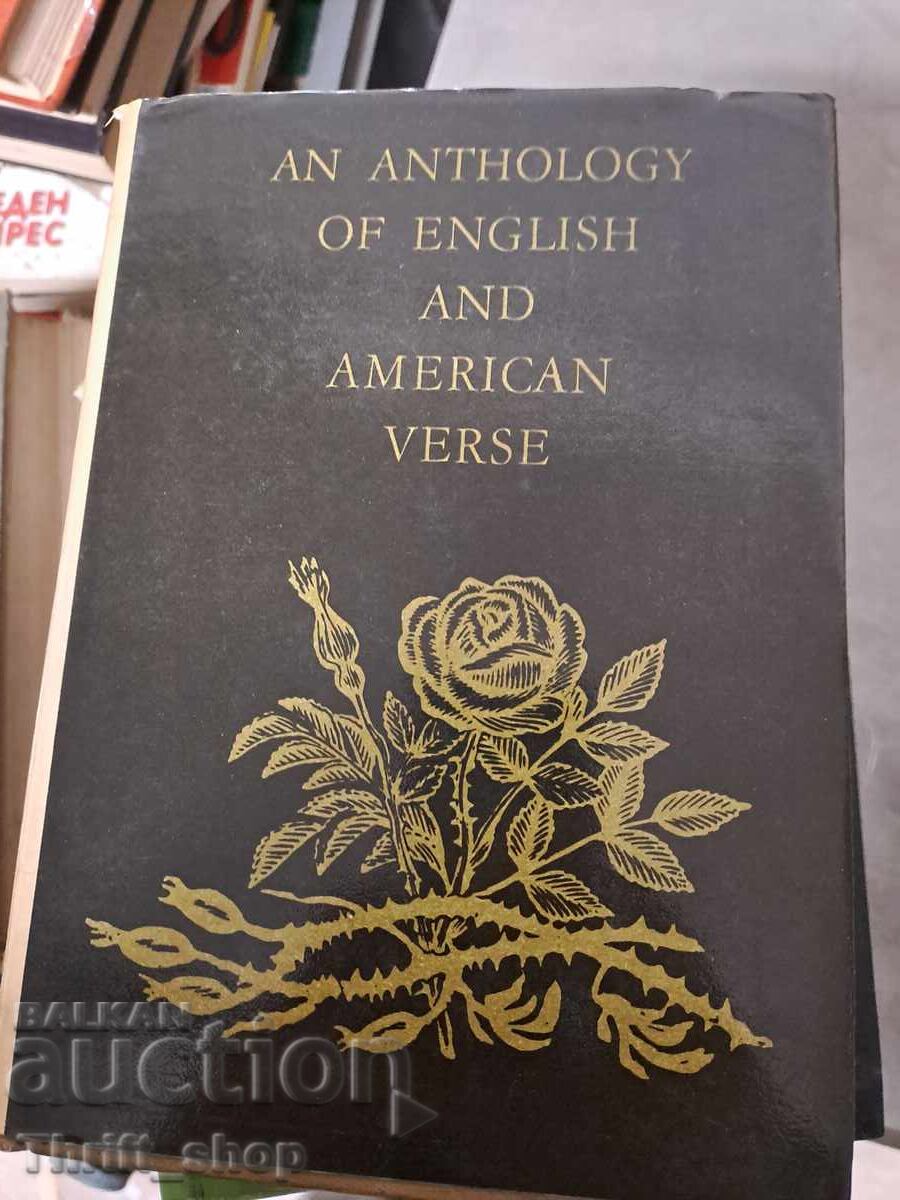 AN ANTHOLOGY
OF ENGLISH
AND
AMERICAN
VERSE
ЕДЕН
ПРЕС
BALKAN
auction
Thrift_shop